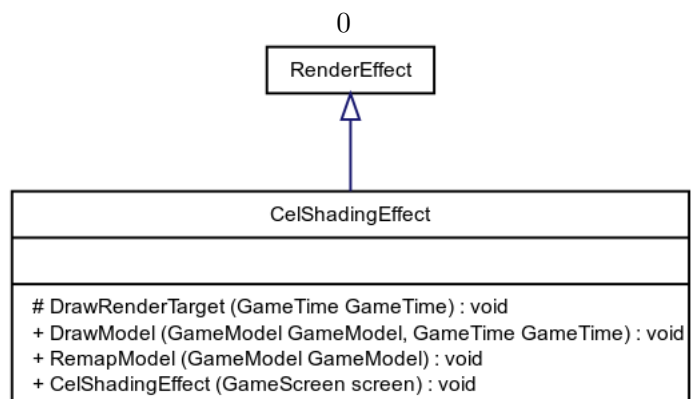 0
RenderEffect
CelShadingEffect
# DrawRenderTarget (GameTime GameTime) : void
+ DrawModel (GameModel GameModel, GameTime GameTime) : void
+ RemapModel (GameModel GameModel) : void
+ CelShadingEffect (GameScreen screen) : void